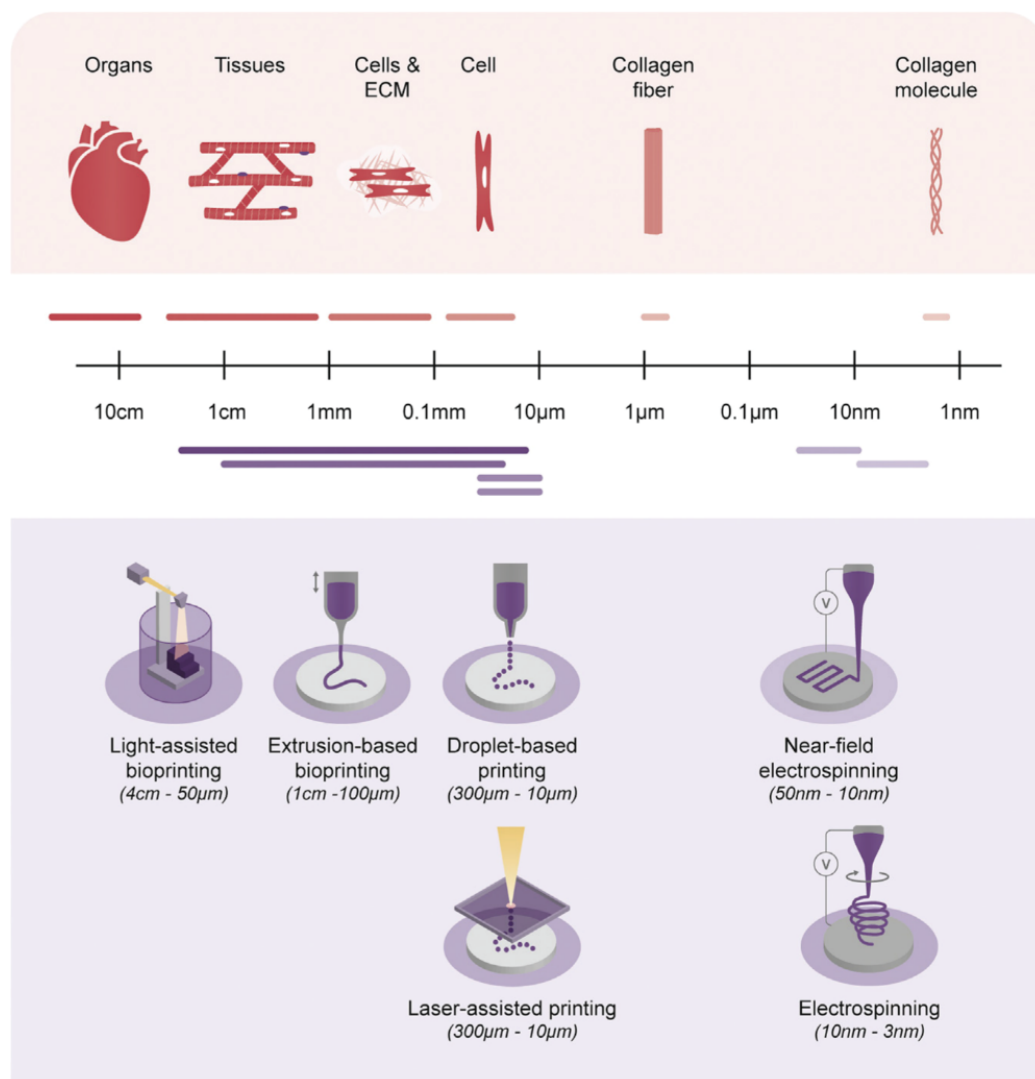 Organs
Tissues
Cells &
ECM
Cell
Collagen
fiber
Collagen
molecule
10cm
1cm
1mm
0.1mm
10µm
1µm
0.1µm
10nm
1nm
V
Light-assisted
bioprinting
(4cm - 50µm)
Extrusion-based
bioprinting
(1cm -100µm)
Droplet-based
printing
(300µm - 10µm)
Near-field
electrospinning
(50nm - 10nm)
V
Laser-assisted printing
(300µm - 10µm)
Electrospinning
(10nm - 3nm)